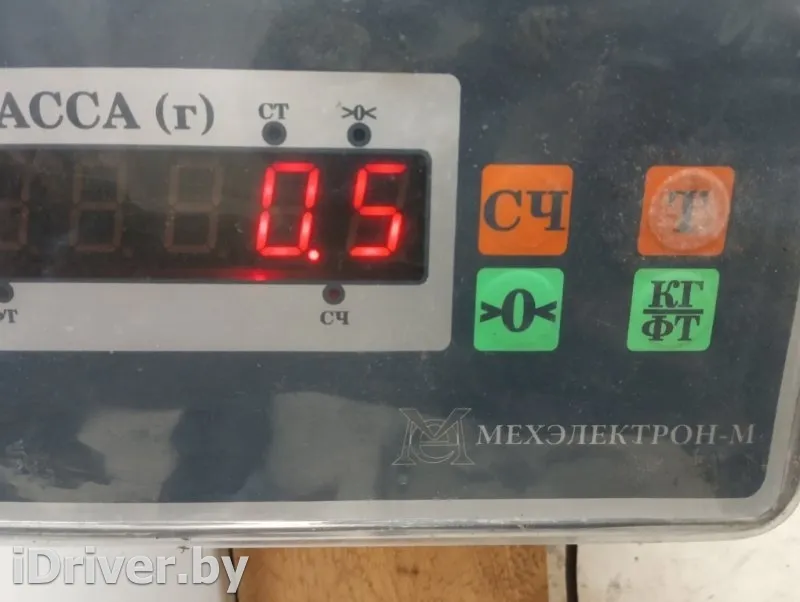 АССА (г)
СТ >0<
0.5
СЧ Т
>0< КГ
ФТ
СЧ
МЕХЭЛЕКТРОН-М
iDriver.by